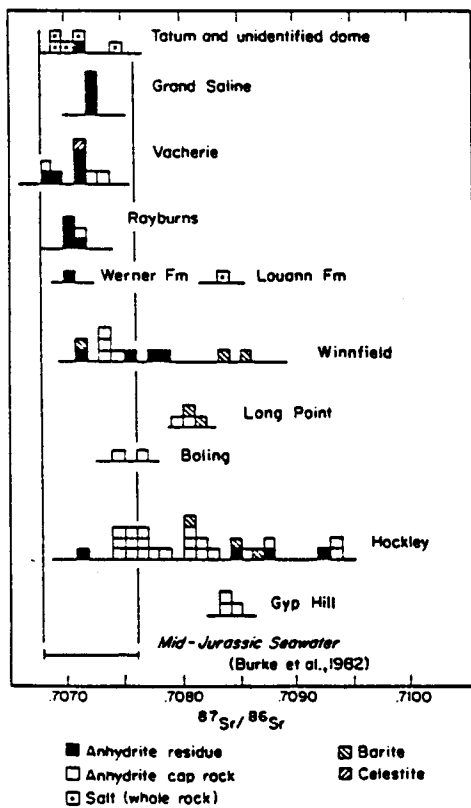 Tatum and unidentified dome
Grand Saline
Vacherie
Rayburns
Werner Fm
Louann Fm
Winnfield
Long Point
Boling
Hockley
Gyp Hill
Mid-Jurassic Seawater
(Burke et al., 1982)
.7070 .7080 .7090 .7100
87Sr/86Sr
Anhydrite residue
Barite
Anhydrite cap rock
Celestite
Salt (whole rock)